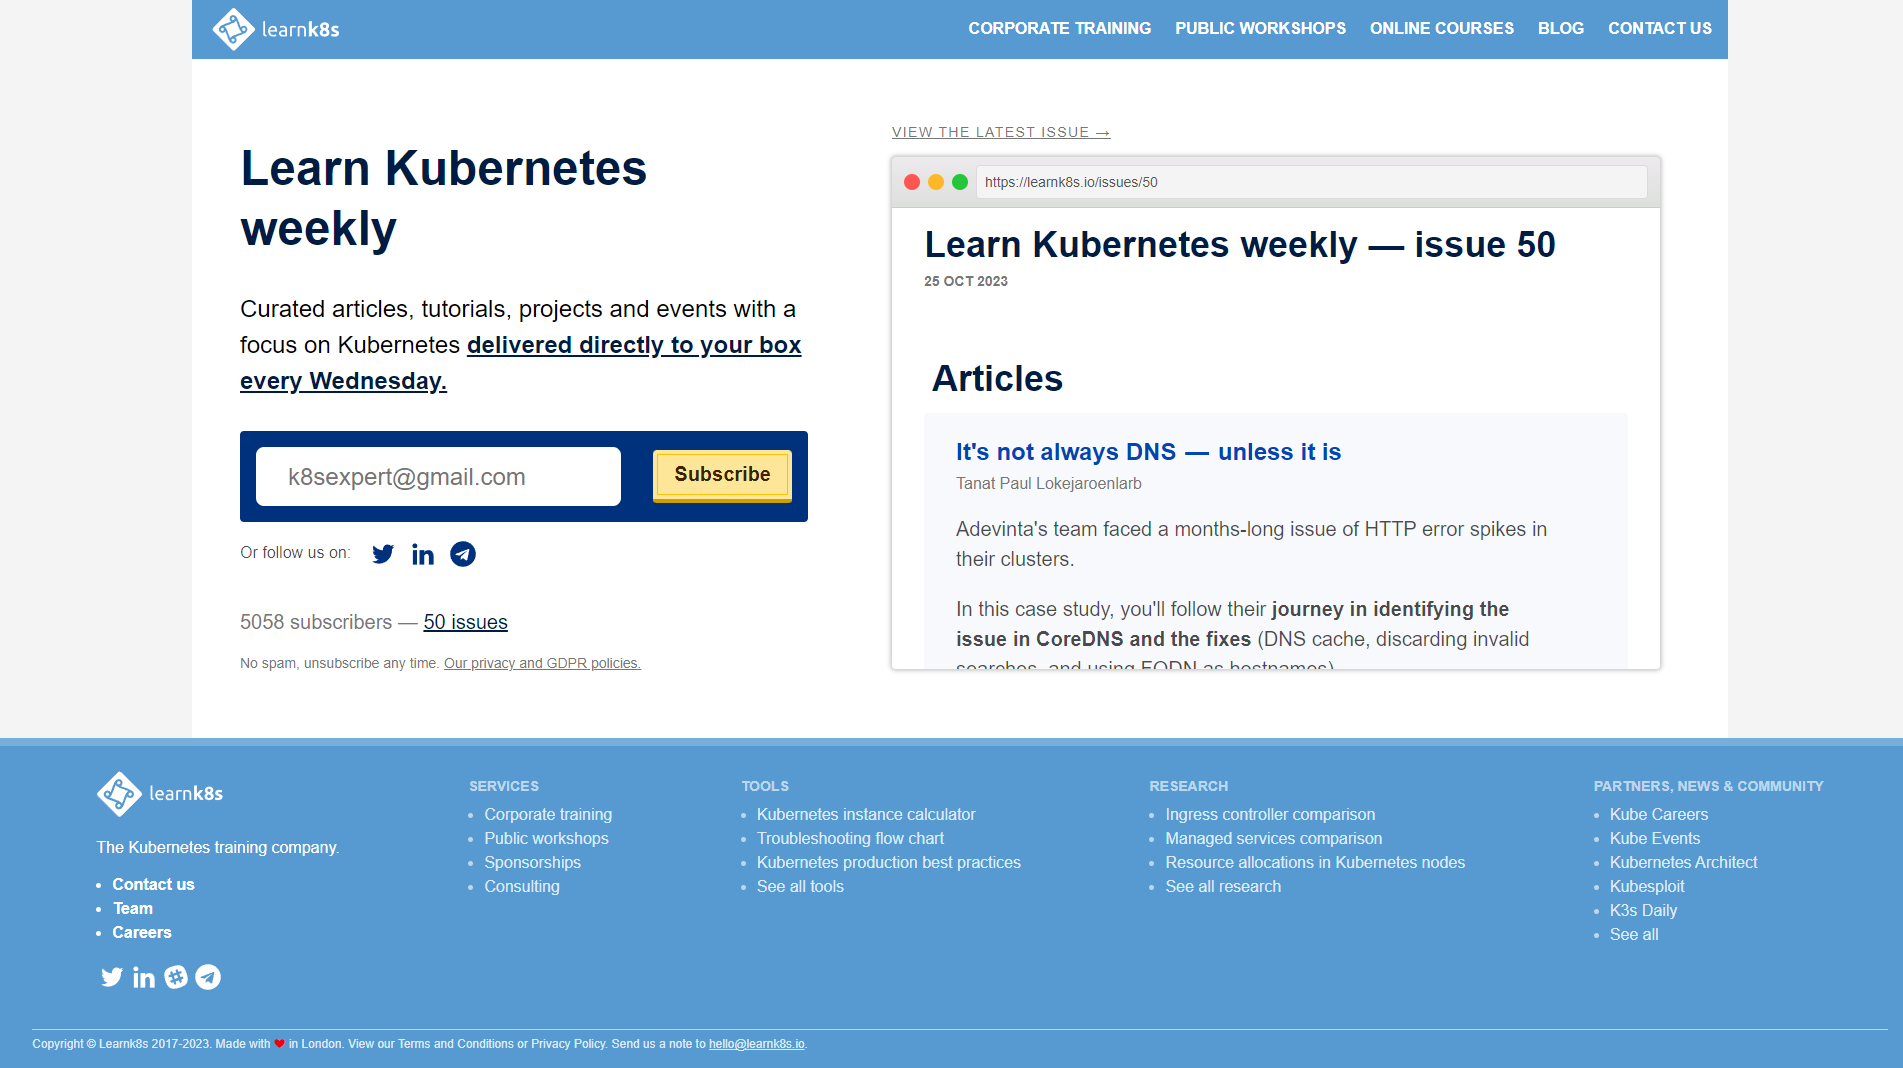 learnk8s
CORPORATE TRAINING
PUBLIC WORKSHOPS
ONLINE COURSES
BLOG
CONTACT US
Learn Kubernetes
weekly
Curated articles, tutorials, projects and events with a
focus on Kubernetes delivered directly to your box
every Wednesday.
k8sexpert@gmail.com
Subscribe
Or follow us on:
5058 subscribers — 50 issues
No spam, unsubscribe any time. Our privacy and GDPR policies.
VIEW THE LATEST ISSUE →
https://learnk8s.io/issues/50
Learn Kubernetes weekly — issue 50
25 OCT 2023
Articles
It's not always DNS — unless it is
Tanat Paul Lokejaroenlarb
Adevinta's team faced a months-long issue of HTTP error spikes in
their clusters.
In this case study, you'll follow their journey in identifying the
issue in CoreDNS and the fixes (DNS cache, discarding invalid
searches, and using FQDN as hostnames).
learnk8s
The Kubernetes training company.
Contact us
Team
Careers
SERVICES
Corporate training
Public workshops
Sponsorships
Consulting
TOOLS
Kubernetes instance calculator
Troubleshooting flow chart
Kubernetes production best practices
See all tools
RESEARCH
Ingress controller comparison
Managed services comparison
Resource allocations in Kubernetes nodes
See all research
PARTNERS, NEWS & COMMUNITY
Kube Careers
Kube Events
Kubernetes Architect
Kubesploit
K3s Daily
See all
Copyright © Learnk8s 2017-2023. Made with ❤ in London. View our Terms and Conditions or Privacy Policy. Send us a note to hello@learnk8s.io.